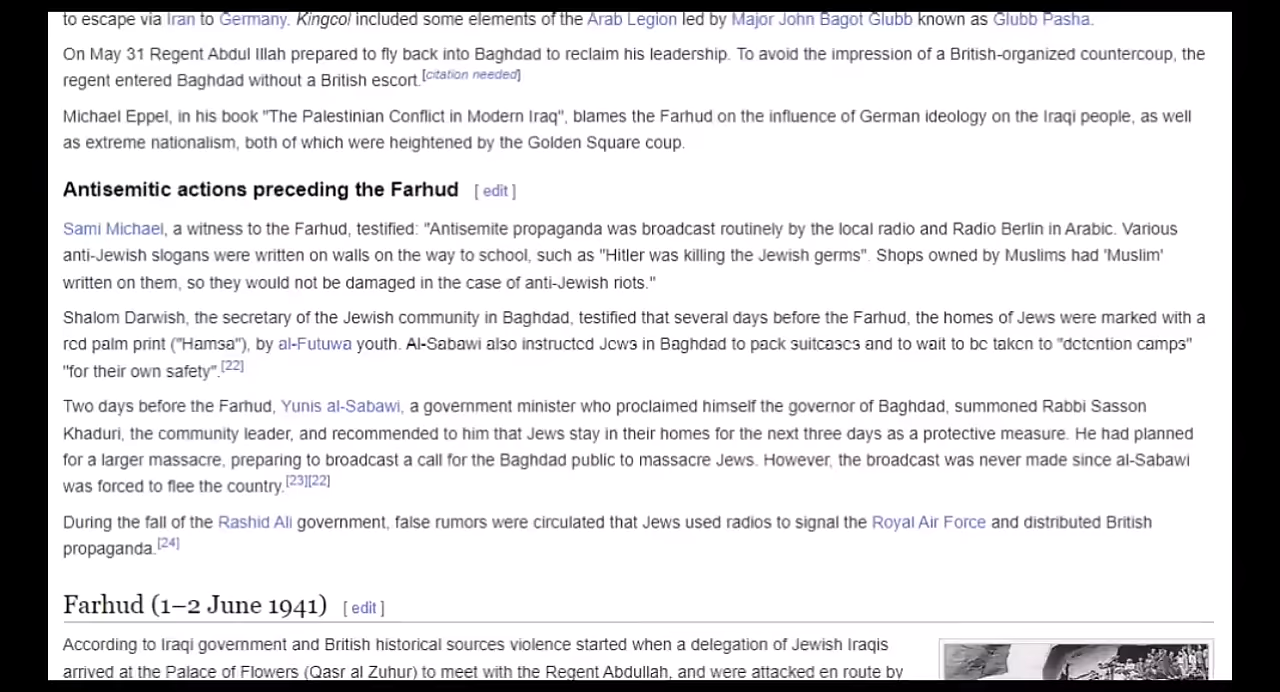 to escape via Iran to Germany. Kingcol included some elements of the Arab Legion led by Major John Bagot Glubb known as Glubb Pasha.
On May 31 Regent Abdul Illah prepared to fly back into Baghdad to reclaim his leadership. To avoid the impression of a British-organized countercoup, the
regent entered Baghdad without a British escort.[citation needed]
Michael Eppel, in his book "The Palestinian Conflict in Modern Iraq", blames the Farhud on the influence of German ideology on the Iraqi people, as well
as extreme nationalism, both of which were heightened by the Golden Square coup.
Antisemitic actions preceding the Farhud [ edit ]
Sami Michael, a witness to the Farhud, testified: "Antisemite propaganda was broadcast routinely by the local radio and Radio Berlin in Arabic. Various
anti-Jewish slogans were written on walls on the way to school, such as "Hitler was killing the Jewish germs". Shops owned by Muslims had 'Muslim'
written on them, so they would not be damaged in the case of anti-Jewish riots."
Shalom Darwish, the secretary of the Jewish community in Baghdad, testified that several days before the Farhud, the homes of Jews were marked with a
red palm print ("Hamsa"), by al-Futuwa youth. Al-Sabawi also instructed Jews in Baghdad to pack suitcases and to wait to be taken to "detention camps"
"for their own safety".[22]
Two days before the Farhud, Yunis al-Sabawi, a government minister who proclaimed himself the governor of Baghdad, summoned Rabbi Sasson
Khaduri, the community leader, and recommended to him that Jews stay in their homes for the next three days as a protective measure. He had planned
for a larger massacre, preparing to broadcast a call for the Baghdad public to massacre Jews. However, the broadcast was never made since al-Sabawi
was forced to flee the country.[23][22]
During the fall of the Rashid Ali government, false rumors were circulated that Jews used radios to signal the Royal Air Force and distributed British
propaganda.[24]
Farhud (1–2 June 1941) [ edit ]
According to Iraqi government and British historical sources violence started when a delegation of Jewish Iraqis
arrived at the Palace of Flowers (Qasr al Zuhur) to meet with the Regent Abdullah, and were attacked en route by